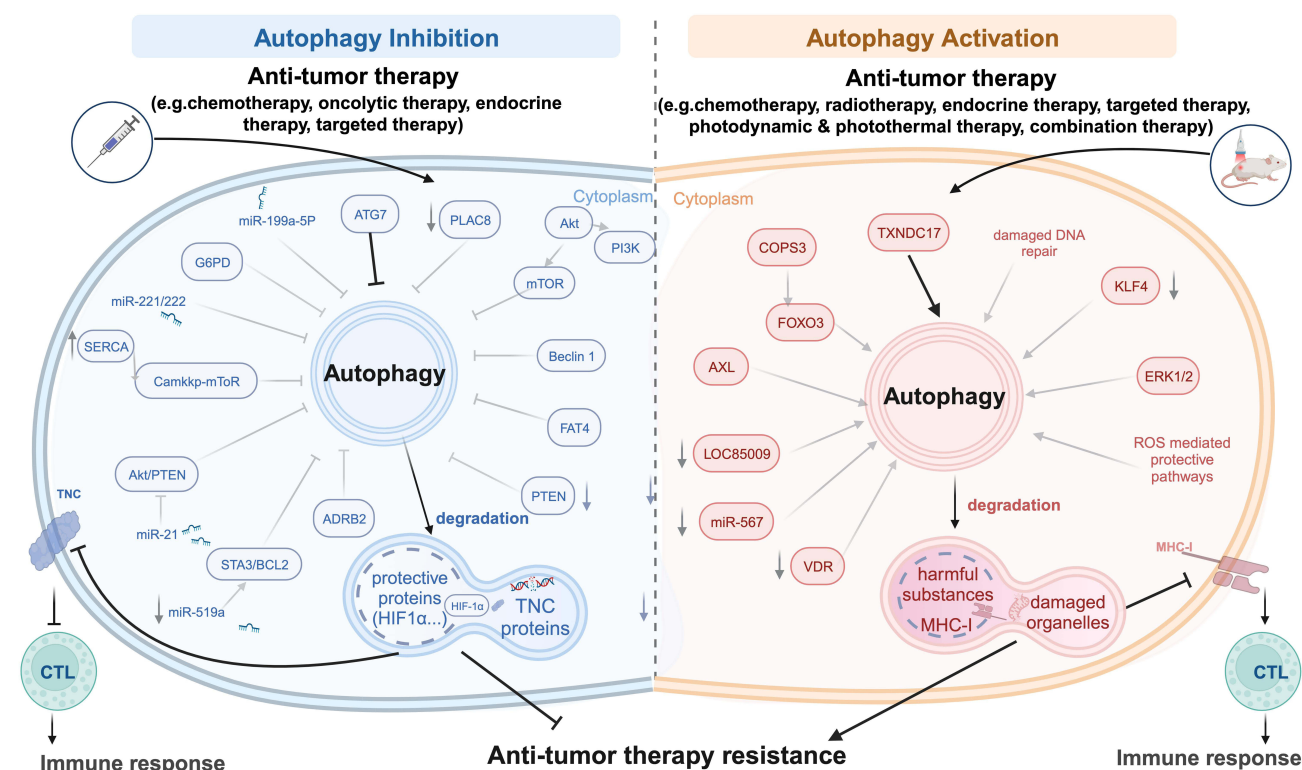 Autophagy Inhibition
Anti-tumor therapy
(e.g.chemotherapy, oncolytic therapy, endocrine
therapy, targeted therapy)
Cytoplasm
miR-199a-5P
ATG7
PLAC8
Akt
PI3K
G6PD
mTOR
miR-221/222
SERCA
Camkkp-mToR
Autophagy
Beclin 1
FAT4
Akt/PTEN
PTEN
TNC
miR-21
ADRB2
degradation
STA3/BCL2
miR-519a
protective
proteins
(HIF1α...)
HIF-1α
TNC
proteins
CTL
Immune response
Autophagy Activation
Anti-tumor therapy
(e.g.chemotherapy, radiotherapy, endocrine therapy, targeted therapy,
photodynamic & photothermal therapy, combination therapy)
Cytoplasm
COPS3
TXNDC17
damaged DNA
repair
KLF4
FOXO3
AXL
Autophagy
ERK1/2
LOC85009
ROS mediated
protective
pathways
miR-567
degradation
VDR
MHC-I
harmful
substances
MHC-I
damaged
organelles
CTL
Immune response
Anti-tumor therapy resistance